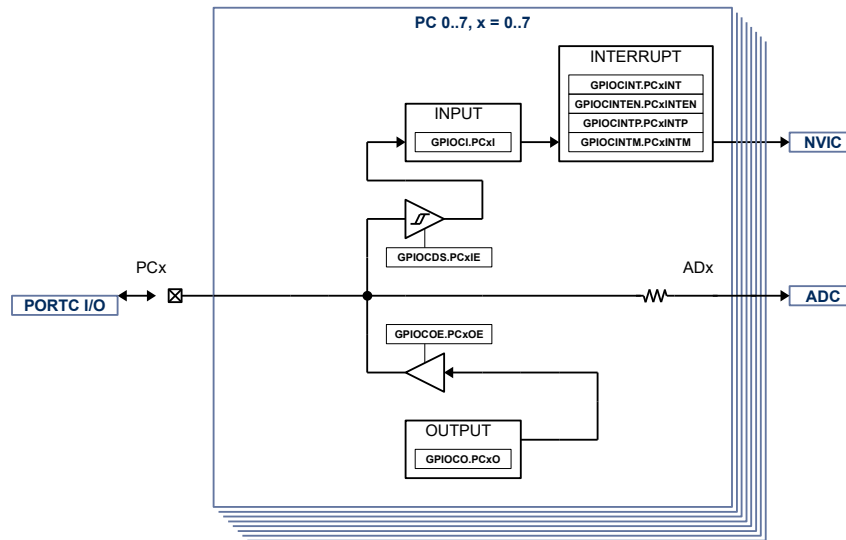 PC 0..7, x = 0..7
INTERRUPT
GPIOCINT.PCxINT
GPIOCINTEN.PCxINTEN
GPIOCINTP.PCxINTP
GPIOCINTM.PCxINTM
INPUT
GPIOCI.PCxI
NVIC
GPIOCDS.PCxIE
PCx
ADx
PORTC I/O
ADC
GPIOCOE.PCxOE
OUTPUT
GPIOCO.PCxO